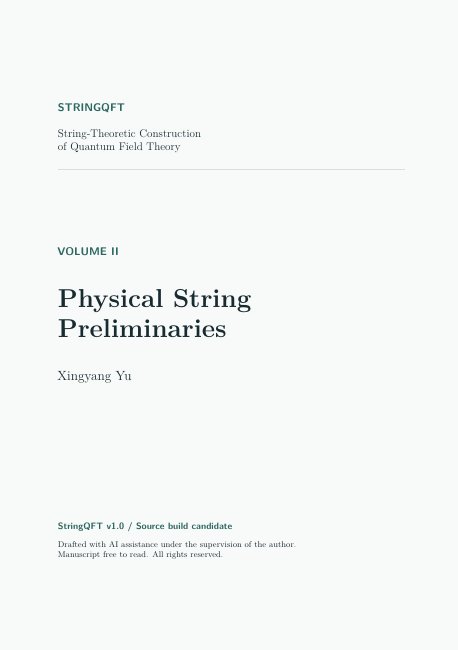 STRINGQFT
String-Theoretic Construction
of Quantum Field Theory
VOLUME II
Physical String
Preliminaries
Xingyang Yu
StringQFT v1.0 / Source build candidate
Drafted with AI assistance under the supervision of the author.
Manuscript free to read. All rights reserved.